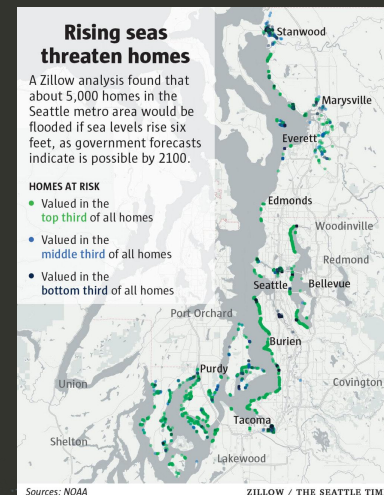 Rising seas
threaten homes
A Zillow analysis found that
about 5,000 homes in the
Seattle metro area would be
flooded if sea levels rise six
feet, as government forecasts
indicate is possible by 2100.
HOMES AT RISK
Valued in the
top third of all homes
Valued in the
middle third of all homes
Valued in the
bottom third of all homes
Stanwood
Marysville
Everett
Edmonds
Woodinville
Redmond
Seattle
Bellevue
Port Orchard
Burien
Purdy
Covington
Union
Tacoma
Shelton
Lakewood
Sources: NOAA
ZILLOW / THE SEATTLE TIM